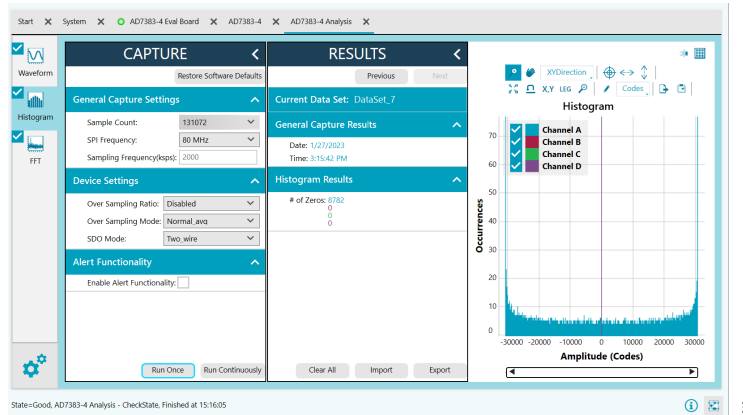 Start System AD7383-4 Eval Board AD7383-4 AD7383-4 Analysis
Waveform
Histogram
FFT
CAPTURE
Restore Software Defaults
General Capture Settings
Sample Count: 131072
SPI Frequency: 80 MHz
Sampling Frequency(ksps): 2000
Device Settings
Over Sampling Ratio: Disabled
Over Sampling Mode: Normal_avg
SDO Mode: Two_wire
Alert Functionality
Enable Alert Functionality:
Run Once Run Continuously
RESULTS
Previous Next
Current Data Set: DataSet_7
General Capture Results
Date: 1/27/2023
Time: 3:15:42 PM
Histogram Results
# of Zeros: 8782
0
0
0
Clear All Import Export
XYDirection
X,Y LEG Codes
Histogram
Channel A
Channel B
Channel C
Channel D
Occurrences
70
60
50
40
30
20
10
0
-30000 -20000 -10000 0 10000 20000 30000
Amplitude (Codes)
State=Good, AD7383-4 Analysis - CheckState, Finished at 15:16:05